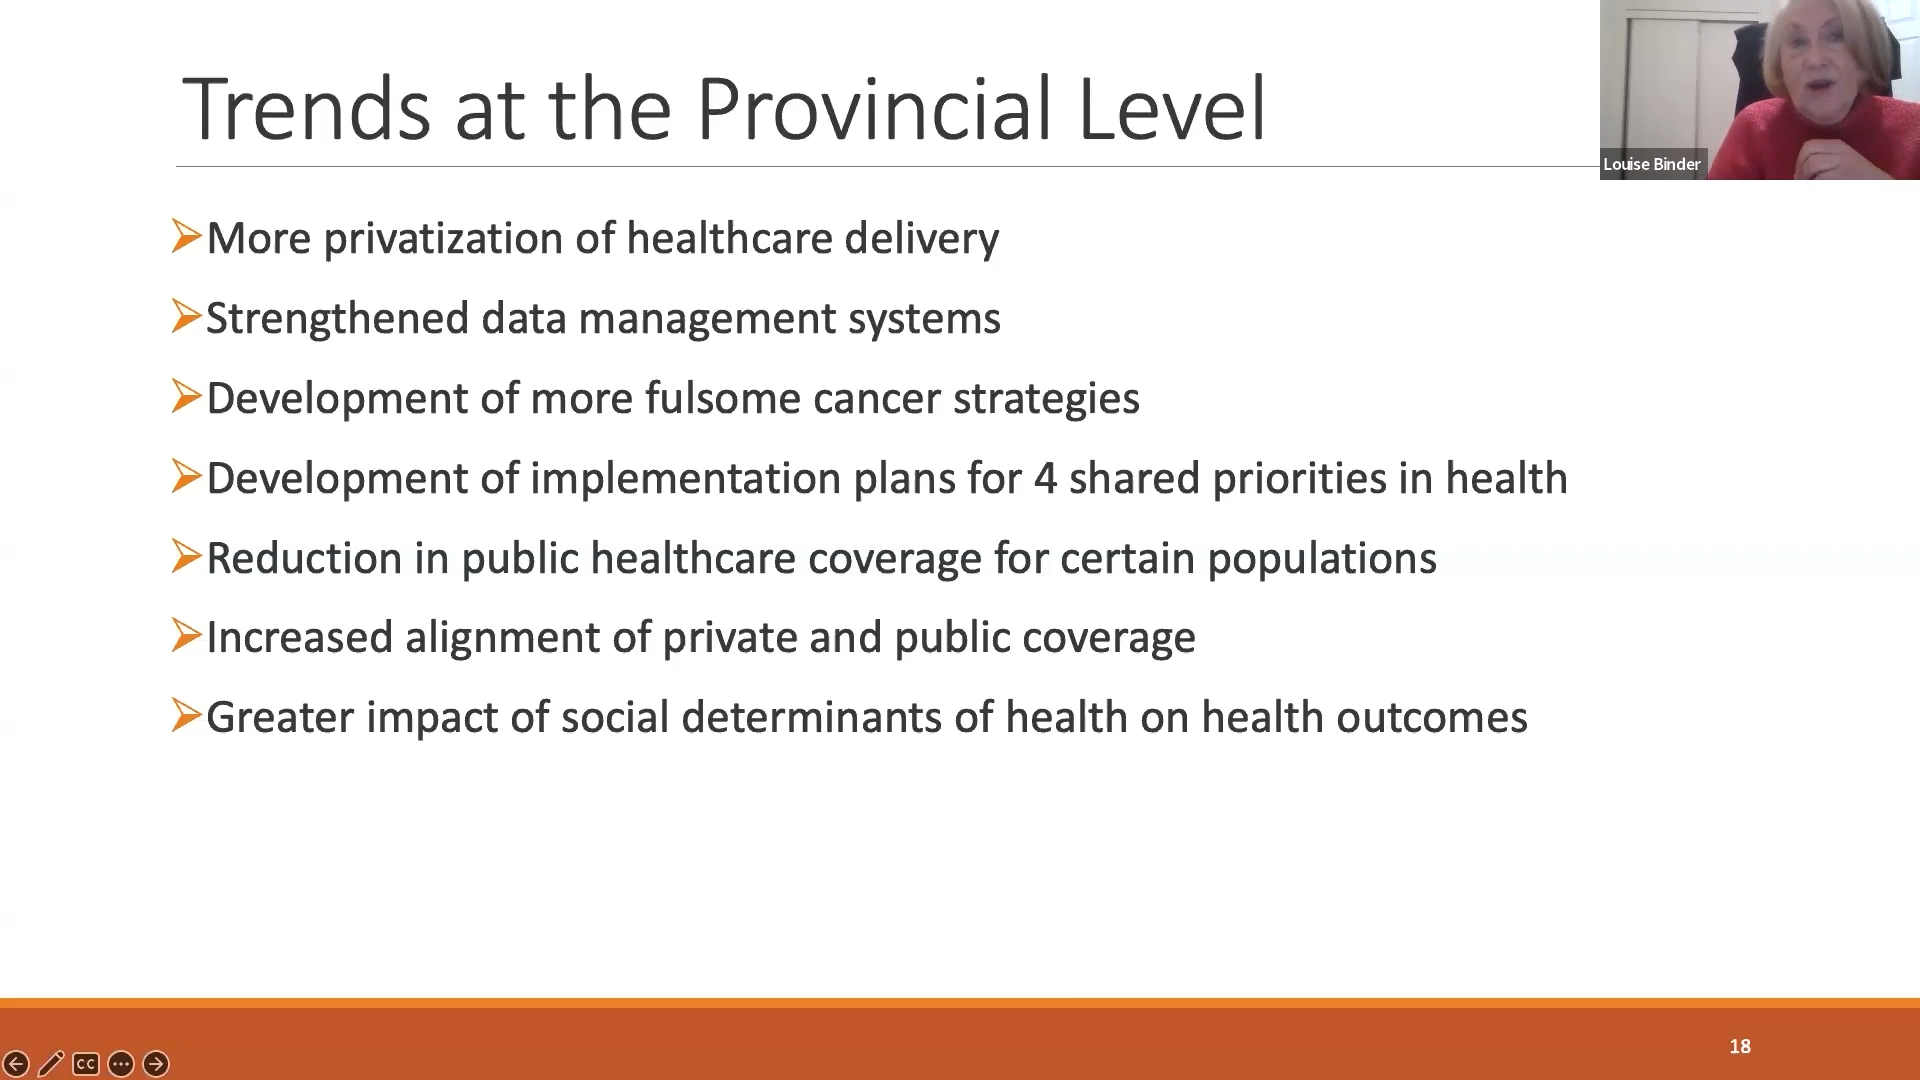 Trends at the Provincial Level
Louise Binder
More privatization of healthcare delivery
Strengthened data management systems
Development of more fulsome cancer strategies
Development of implementation plans for 4 shared priorities in health
Reduction in public healthcare coverage for certain populations
Increased alignment of private and public coverage
Greater impact of social determinants of health on health outcomes
18
CC